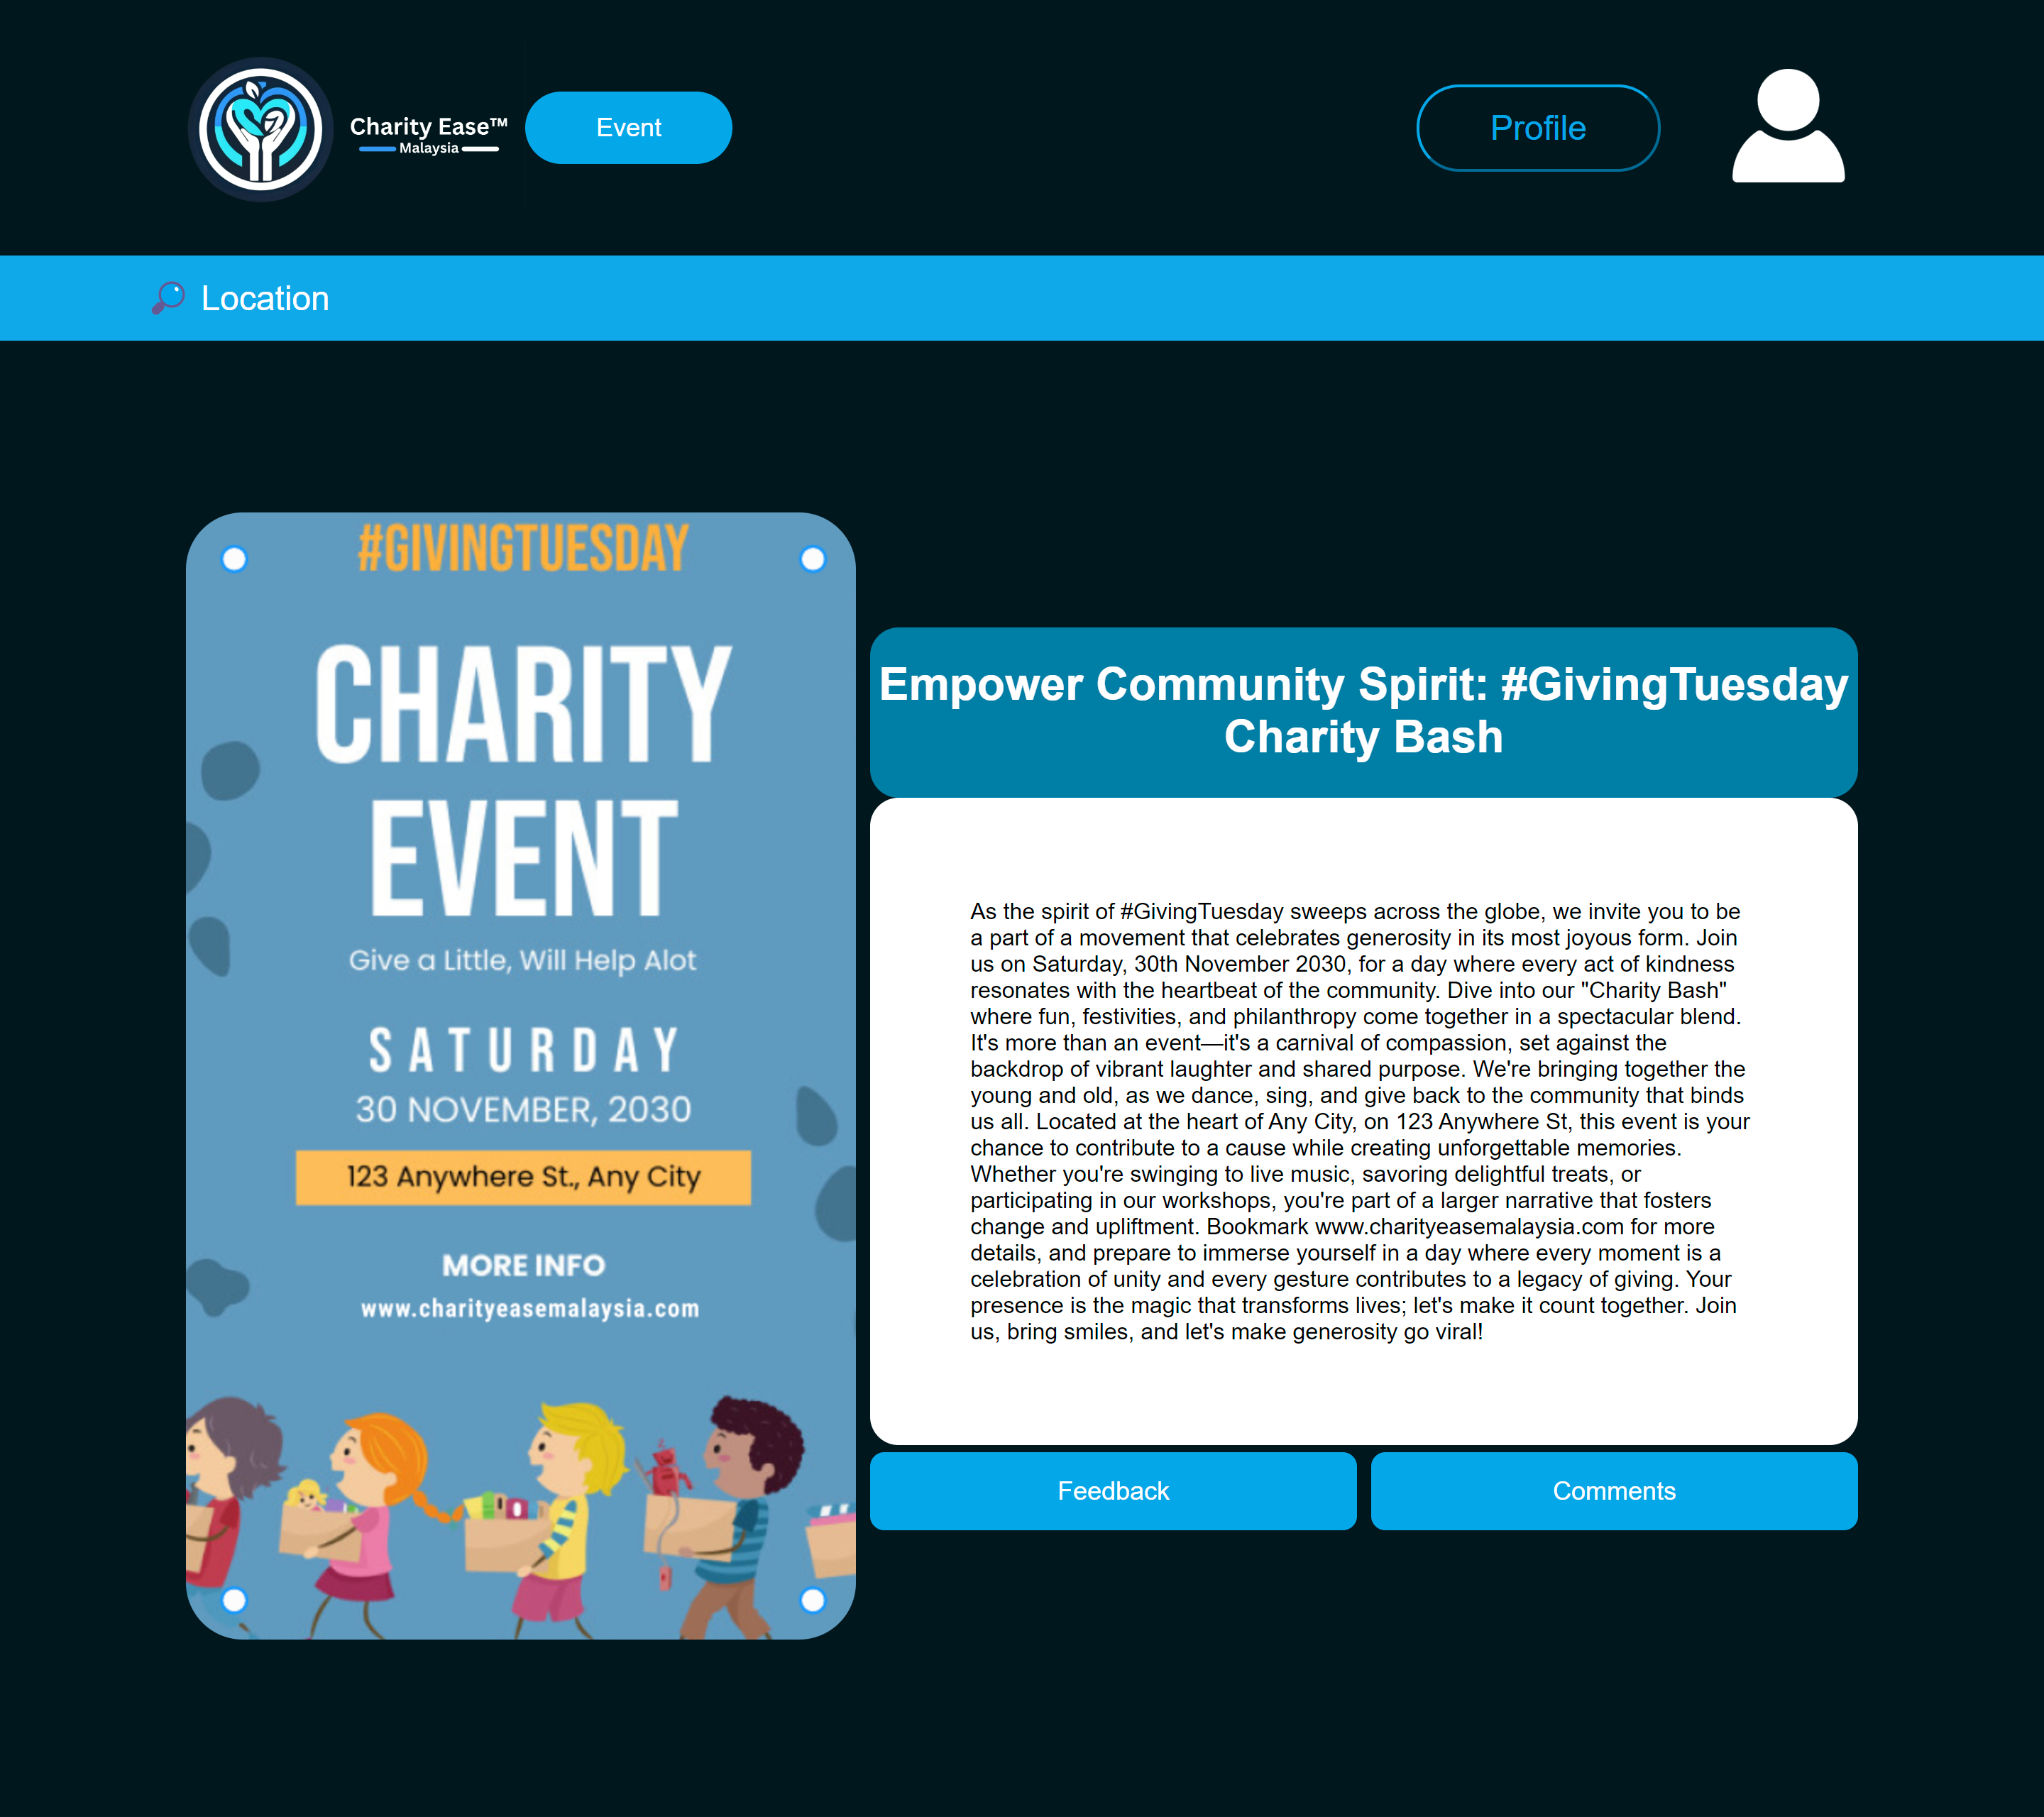 Charity Ease™
Malaysia
Event
Profile
Location
#GIVINGTUESDAY
CHARITY
EVENT
Give a Little, Will Help Alot
SATURDAY
30 NOVEMBER, 2030
123 Anywhere St., Any City
MORE INFO
www.charityeasemalaysia.com
Empower Community Spirit: #GivingTuesday
Charity Bash
As the spirit of #GivingTuesday sweeps across the globe, we invite you to be
a part of a movement that celebrates generosity in its most joyous form. Join
us on Saturday, 30th November 2030, for a day where every act of kindness
resonates with the heartbeat of the community. Dive into our "Charity Bash"
where fun, festivities, and philanthropy come together in a spectacular blend.
It's more than an event—it's a carnival of compassion, set against the
backdrop of vibrant laughter and shared purpose. We're bringing together the
young and old, as we dance, sing, and give back to the community that binds
us all. Located at the heart of Any City, on 123 Anywhere St, this event is your
chance to contribute to a cause while creating unforgettable memories.
Whether you're swinging to live music, savoring delightful treats, or
participating in our workshops, you're part of a larger narrative that fosters
change and upliftment. Bookmark www.charityeasemalaysia.com for more
details, and prepare to immerse yourself in a day where every moment is a
celebration of unity and every gesture contributes to a legacy of giving. Your
presence is the magic that transforms lives; let's make it count together. Join
us, bring smiles, and let's make generosity go viral!
Feedback
Comments